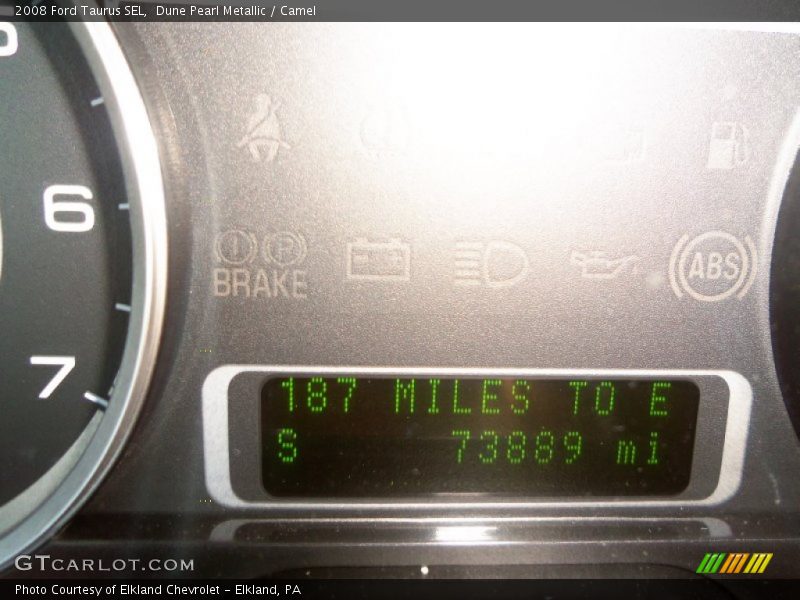 2008 Ford Taurus SEL,  Dune Pearl Metallic / Camel
6
7
BRAKE
P
ABS
187 MILES TO E
S 73889 mi
GTCARLOT.COM
Photo Courtesy of Elkland Chevrolet - Elkland, PA